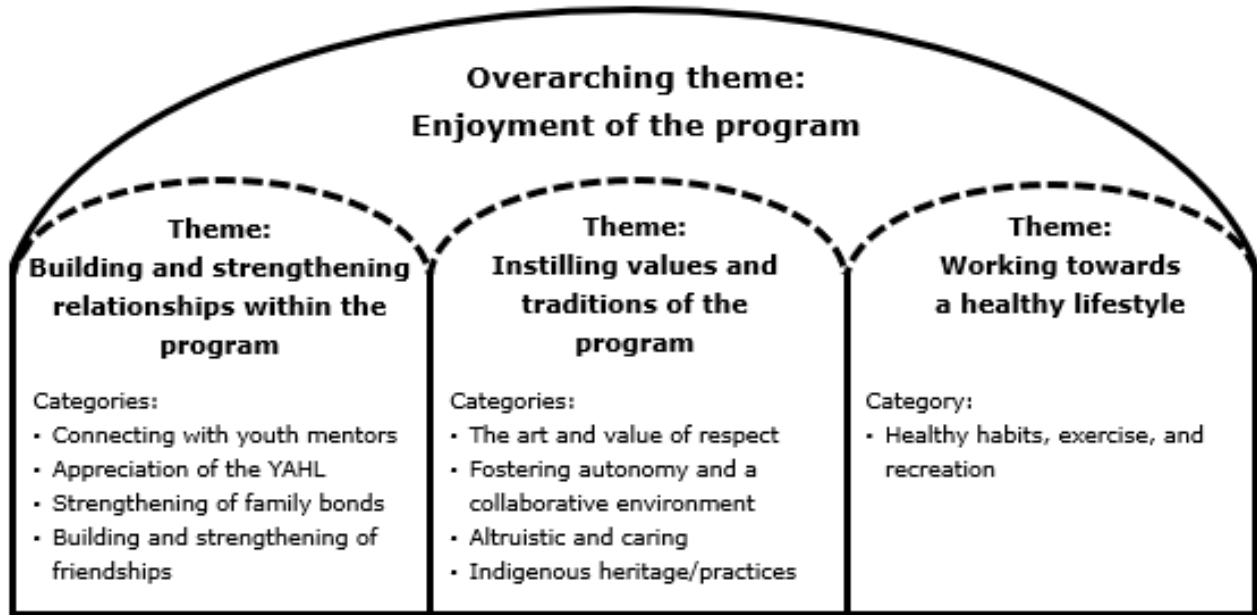 Overarching theme:
Enjoyment of the program
Theme:
Building and strengthening
relationships within the
program
Categories:
· Connecting with youth mentors
· Appreciation of the YAHL
· Strengthening of family bonds
· Building and strengthening of
friendships
Theme:
Instilling values and
traditions of the
program
Categories:
· The art and value of respect
· Fostering autonomy and a
collaborative environment
· Altruistic and caring
· Indigenous heritage/practices
Theme:
Working towards
a healthy lifestyle
Category:
· Healthy habits, exercise, and
recreation